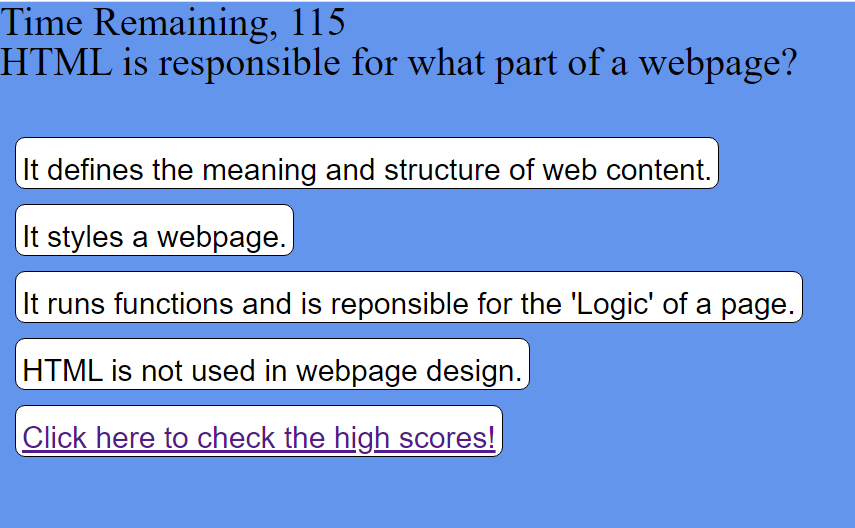 Time Remaining, 115
HTML is responsible for what part of a webpage?
It defines the meaning and structure of web content.
It styles a webpage.
It runs functions and is reponsible for the 'Logic' of a page.
HTML is not used in webpage design.
Click here to check the high scores!